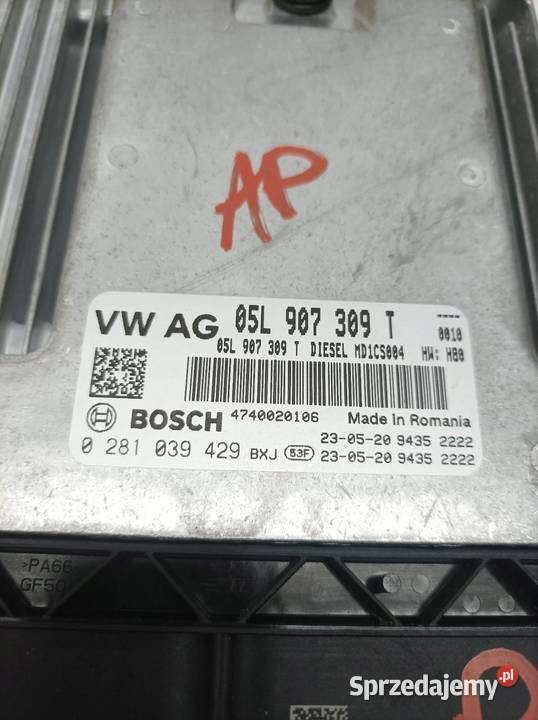 AP
VW AG 05L 907 309 T ----
0010
05L 907 309 T DIESEL MD1CS004 HW: H80
BOSCH 4740020106 Made in Romania
0 281 039 429 BXJ 53F 23-05-20 9435 2222
23-05-20 9435 2222
>PA66
GF50
Sprzedajemy.pl